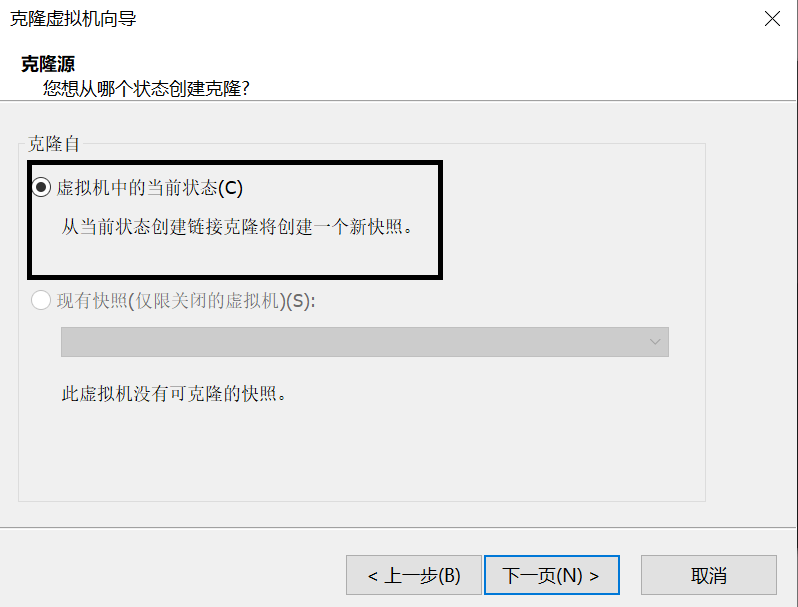 克隆虚拟机向导
克隆源
您想从哪个状态创建克隆?
克隆自
虚拟机中的当前状态(C)
从当前状态创建链接克隆将创建一个新快照。
现有快照(仅限关闭的虚拟机)(S):
此虚拟机没有可克隆的快照。
< 上一步(B) 下一页(N) > 取消